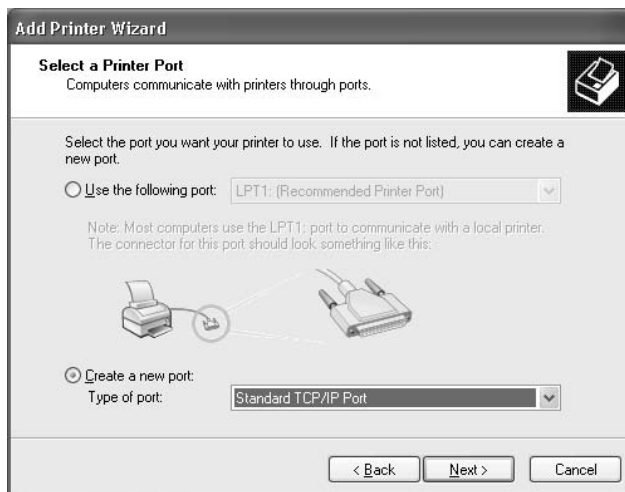 Add Printer Wizard
Select a Printer Port
Computers communicate with printers through ports.
Select the port you want your printer to use. If the port is not listed, you can create a
new port.
Use the following port: LPT1: (Recommended Printer Port)
Note: Most computers use the LPT1: port to communicate with a local printer.
The connector for this port should look something like this:
Create a new port:
Type of port: Standard TCP/IP Port
< Back Next > Cancel